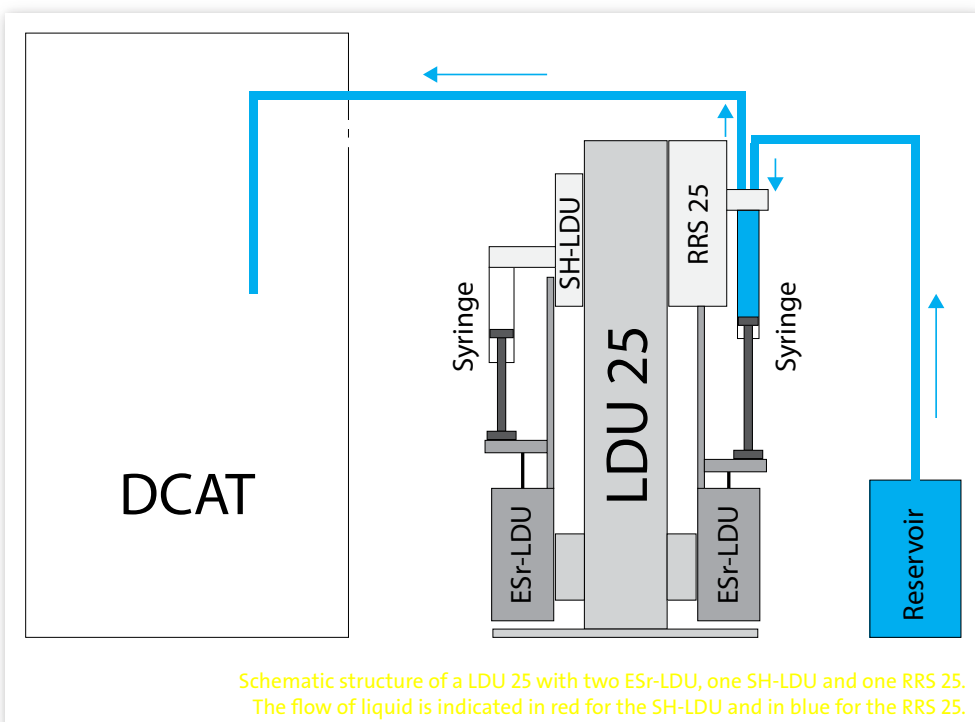 DCAT
Syringe
SH-LDU
LDU 25
RRS 25
Syringe
ESr-LDU
ESr-LDU
Reservoir
Schematic structure of a LDU 25 with two ESr-LDU, one SH-LDU and one RRS 25.
The flow of liquid is indicated in red for the SH-LDU and in blue for the RRS 25.